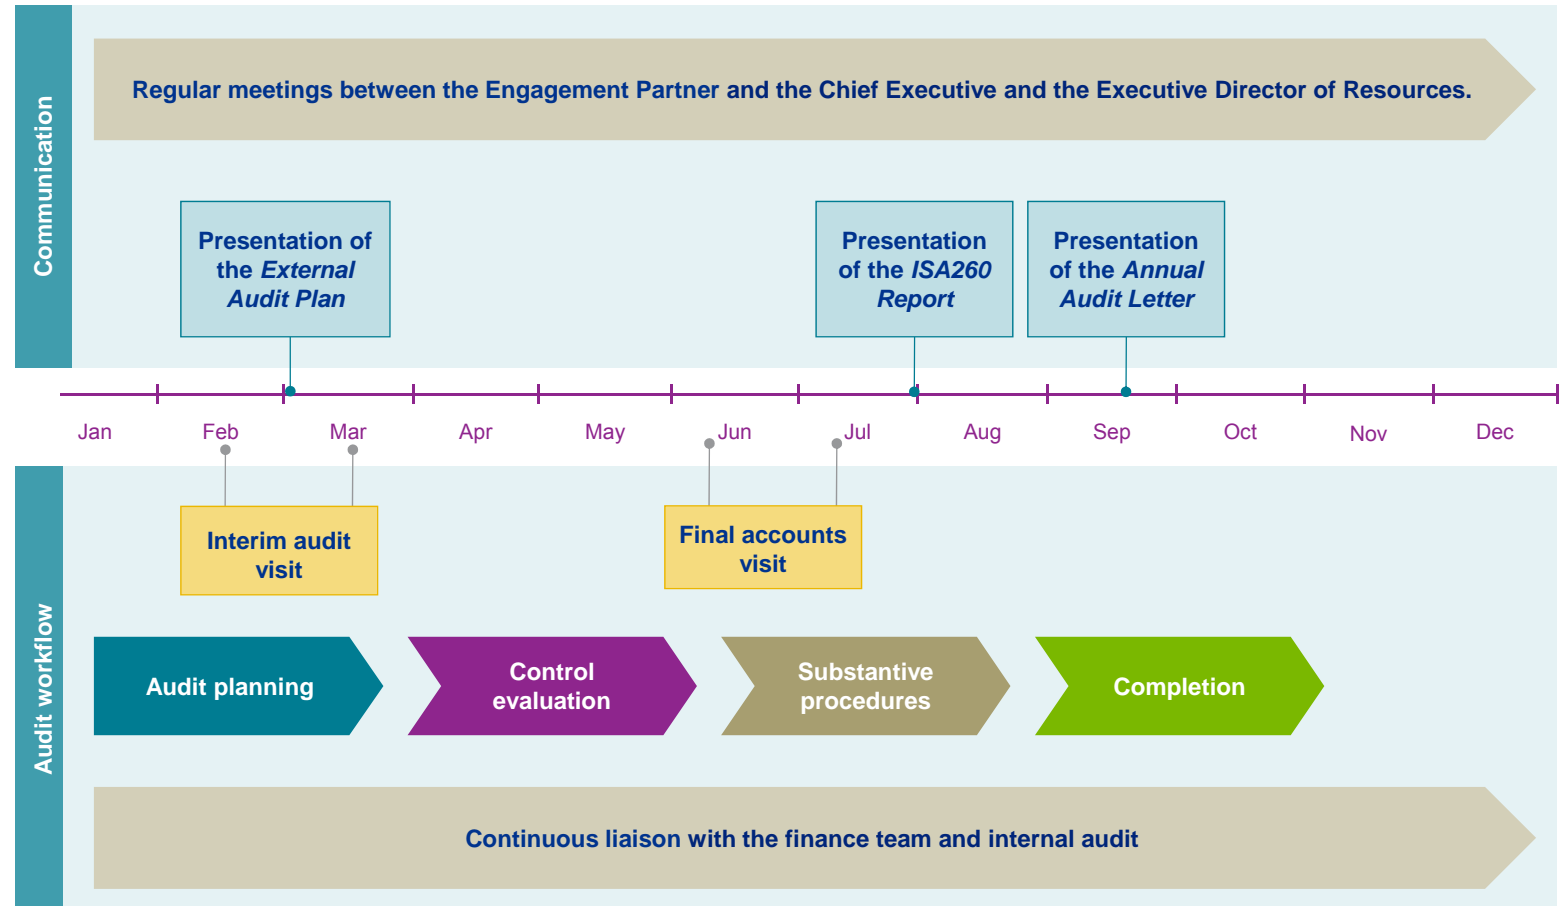 Communication
Regular meetings between the Engagement Partner and the Chief Executive and the Executive Director of Resources.
Presentation of
the External
Audit Plan
Presentation
of the ISA260
Report
Presentation
of the Annual
Audit Letter
Jan Feb Mar Apr May Jun Jul Aug Sep Oct Nov Dec
Audit workflow
Interim audit
visit
Final accounts
visit
Audit planning
Control
evaluation
Substantive
procedures
Completion
Continuous liaison with the finance team and internal audit